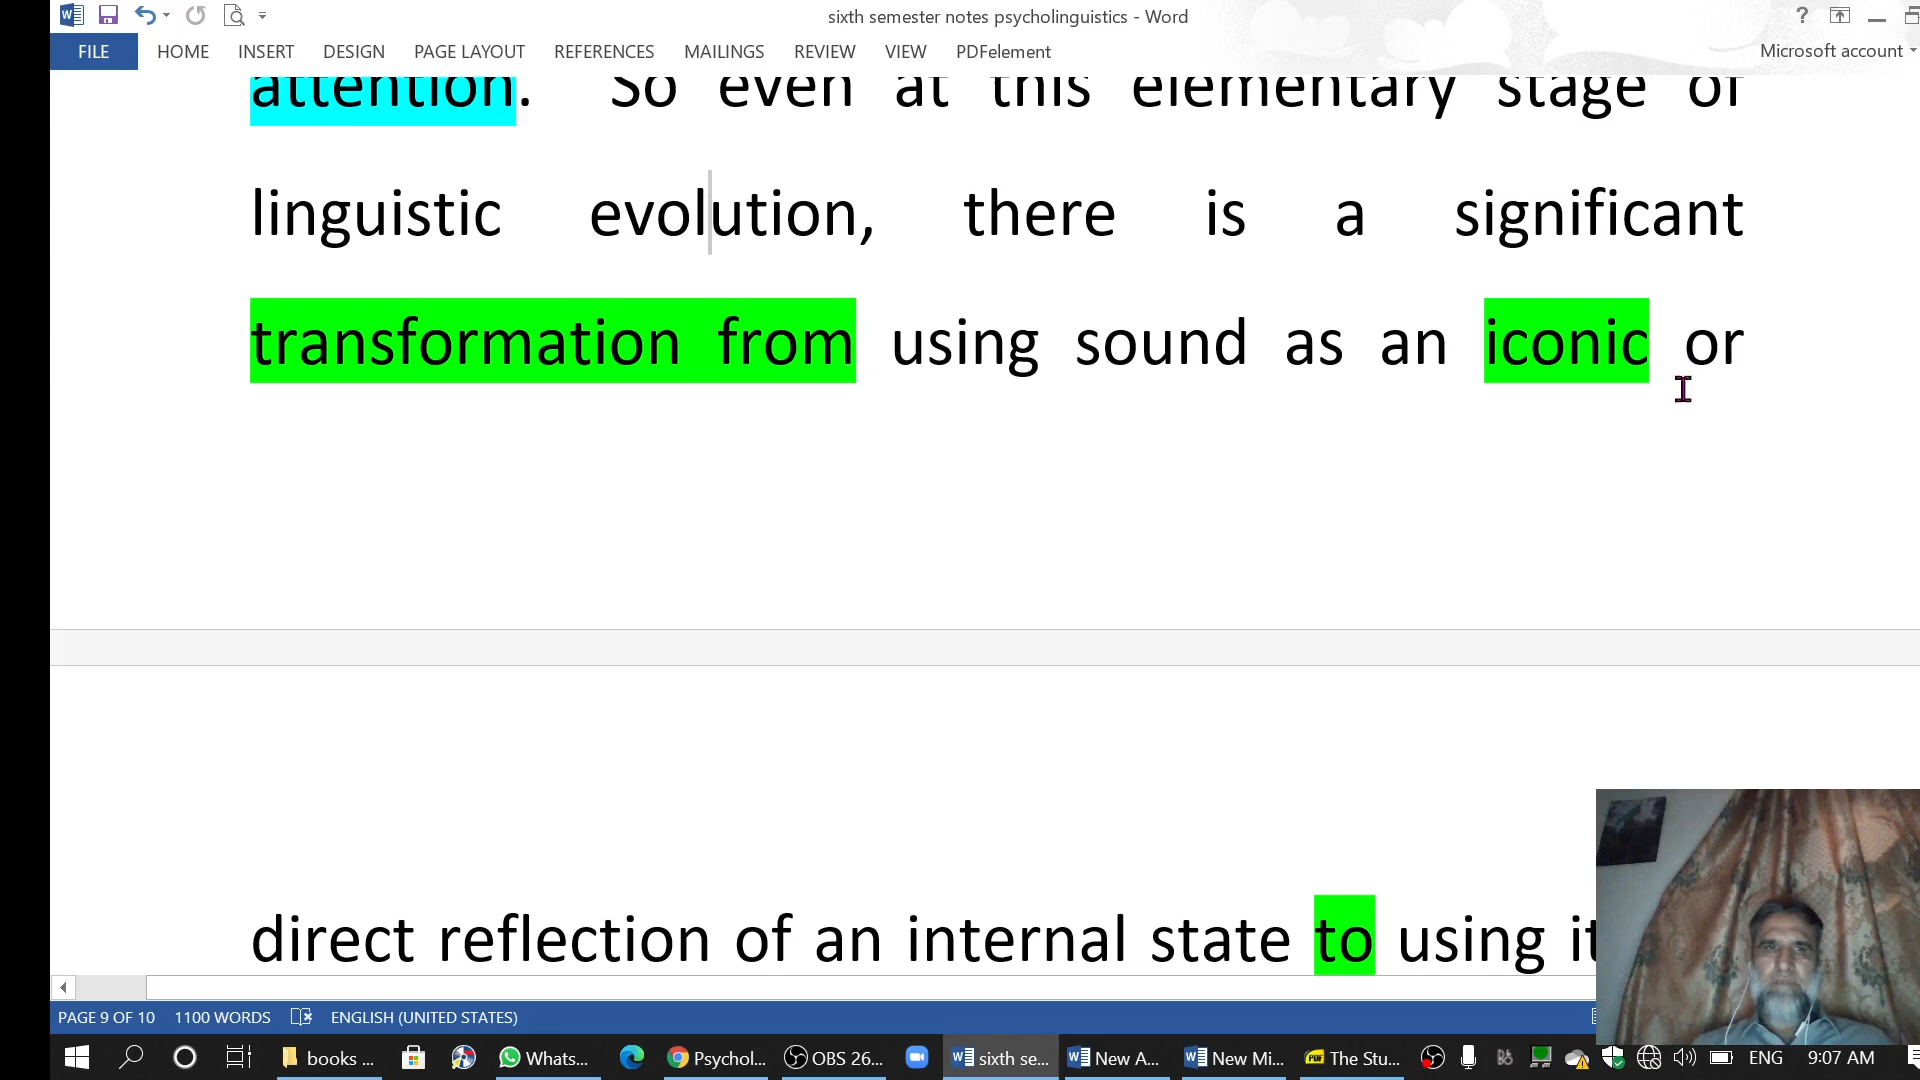 sixth semester notes psycholinguistics - Word
?
FILE HOME INSERT DESIGN PAGE LAYOUT REFERENCES MAILINGS REVIEW VIEW PDFelement Microsoft account
attention. So even at this elementary stage of
linguistic evolution, there is a significant
transformation from using sound as an iconic or
direct reflection of an internal state to using it
PAGE 9 OF 10 1100 WORDS ENGLISH (UNITED STATES)
books ... Whats... Psychol... OBS 26... sixth se... New A... New Mi... The Stu... ENG 9:07 AM